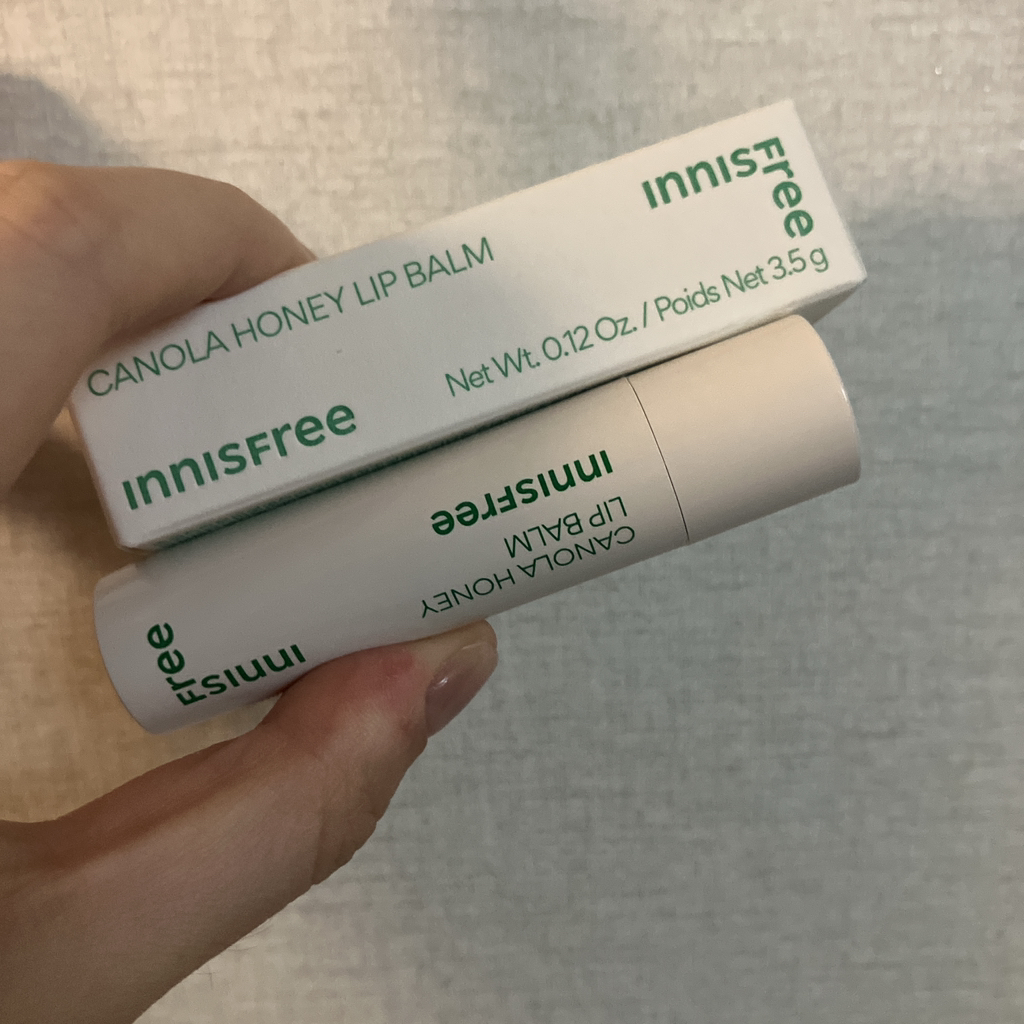 CANOLA HONEY LIP BALM
INNISFree
INNISFree
Net Wt. 0.12 Oz. / Poids Net 3.5 g
INNISFree
CANOLA HONEY
LIP BALM
INNISFree